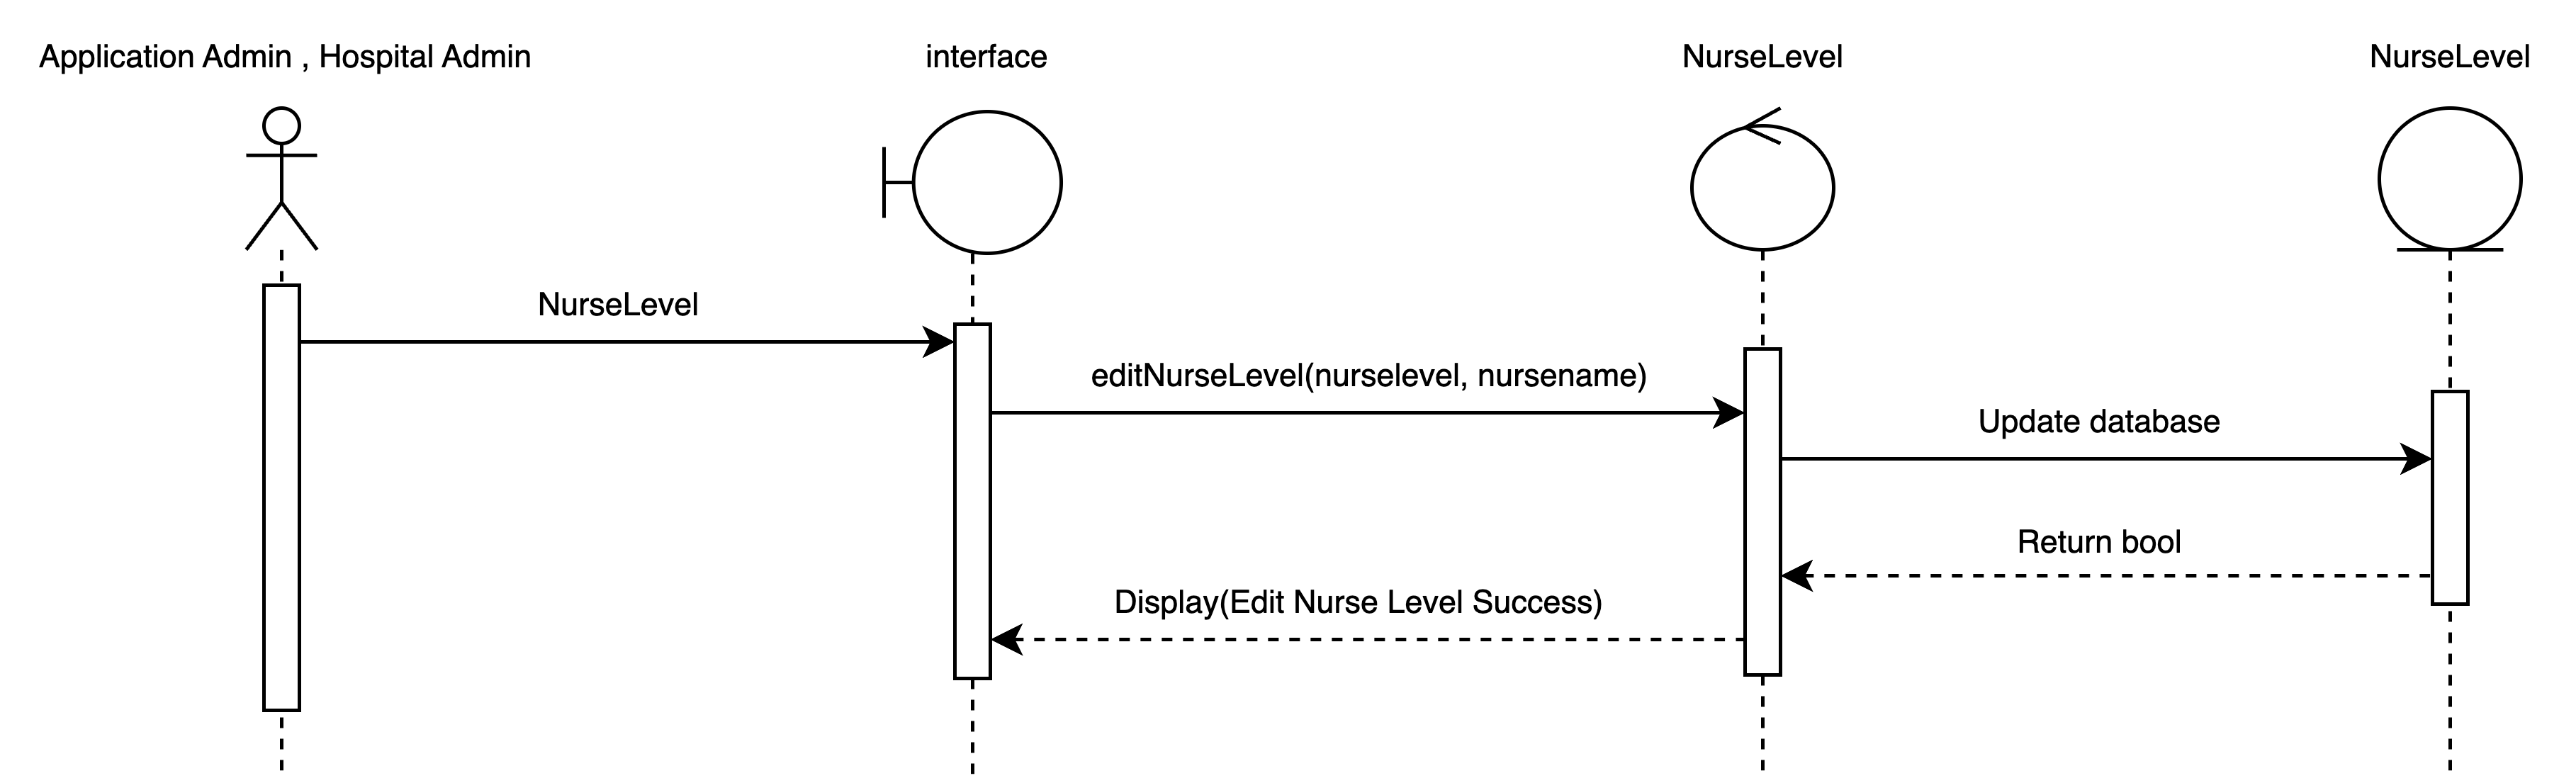 Application Admin , Hospital Admin
interface
NurseLevel
NurseLevel
NurseLevel
editNurseLevel(nurselevel, nursename)
Update database
Return bool
Display(Edit Nurse Level Success)